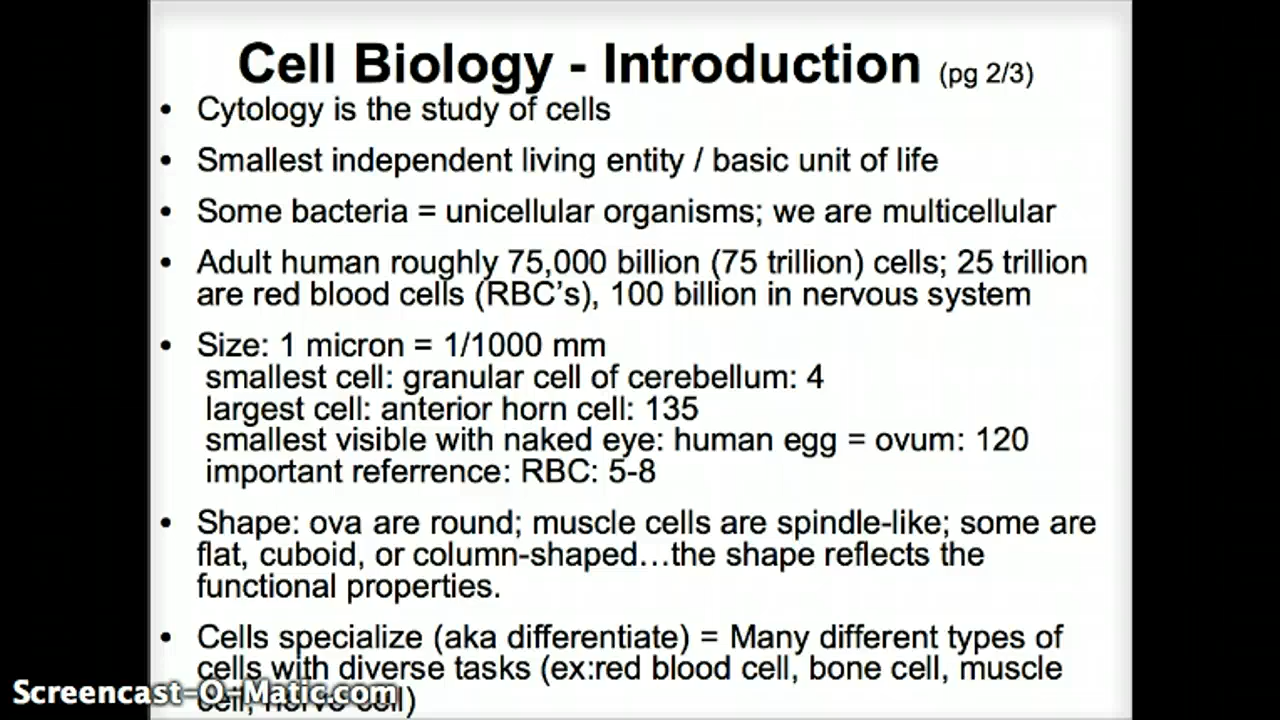 Cell Biology - Introduction (pg 2/3)
• Cytology is the study of cells
• Smallest independent living entity / basic unit of life
• Some bacteria = unicellular organisms; we are multicellular
• Adult human roughly 75,000 billion (75 trillion) cells; 25 trillion
are red blood cells (RBC's), 100 billion in nervous system
• Size: 1 micron = 1/1000 mm
smallest cell: granular cell of cerebellum: 4
largest cell: anterior horn cell: 135
smallest visible with naked eye: human egg = ovum: 120
important referrence: RBC: 5-8
• Shape: ova are round; muscle cells are spindle-like; some are
flat, cuboid, or column-shaped…the shape reflects the
functional properties.
• Cells specialize (aka differentiate) = Many different types of
cells with diverse tasks (ex:red blood cell, bone cell, muscle
cell, nerve cell)
Screencast-O-Matic.com